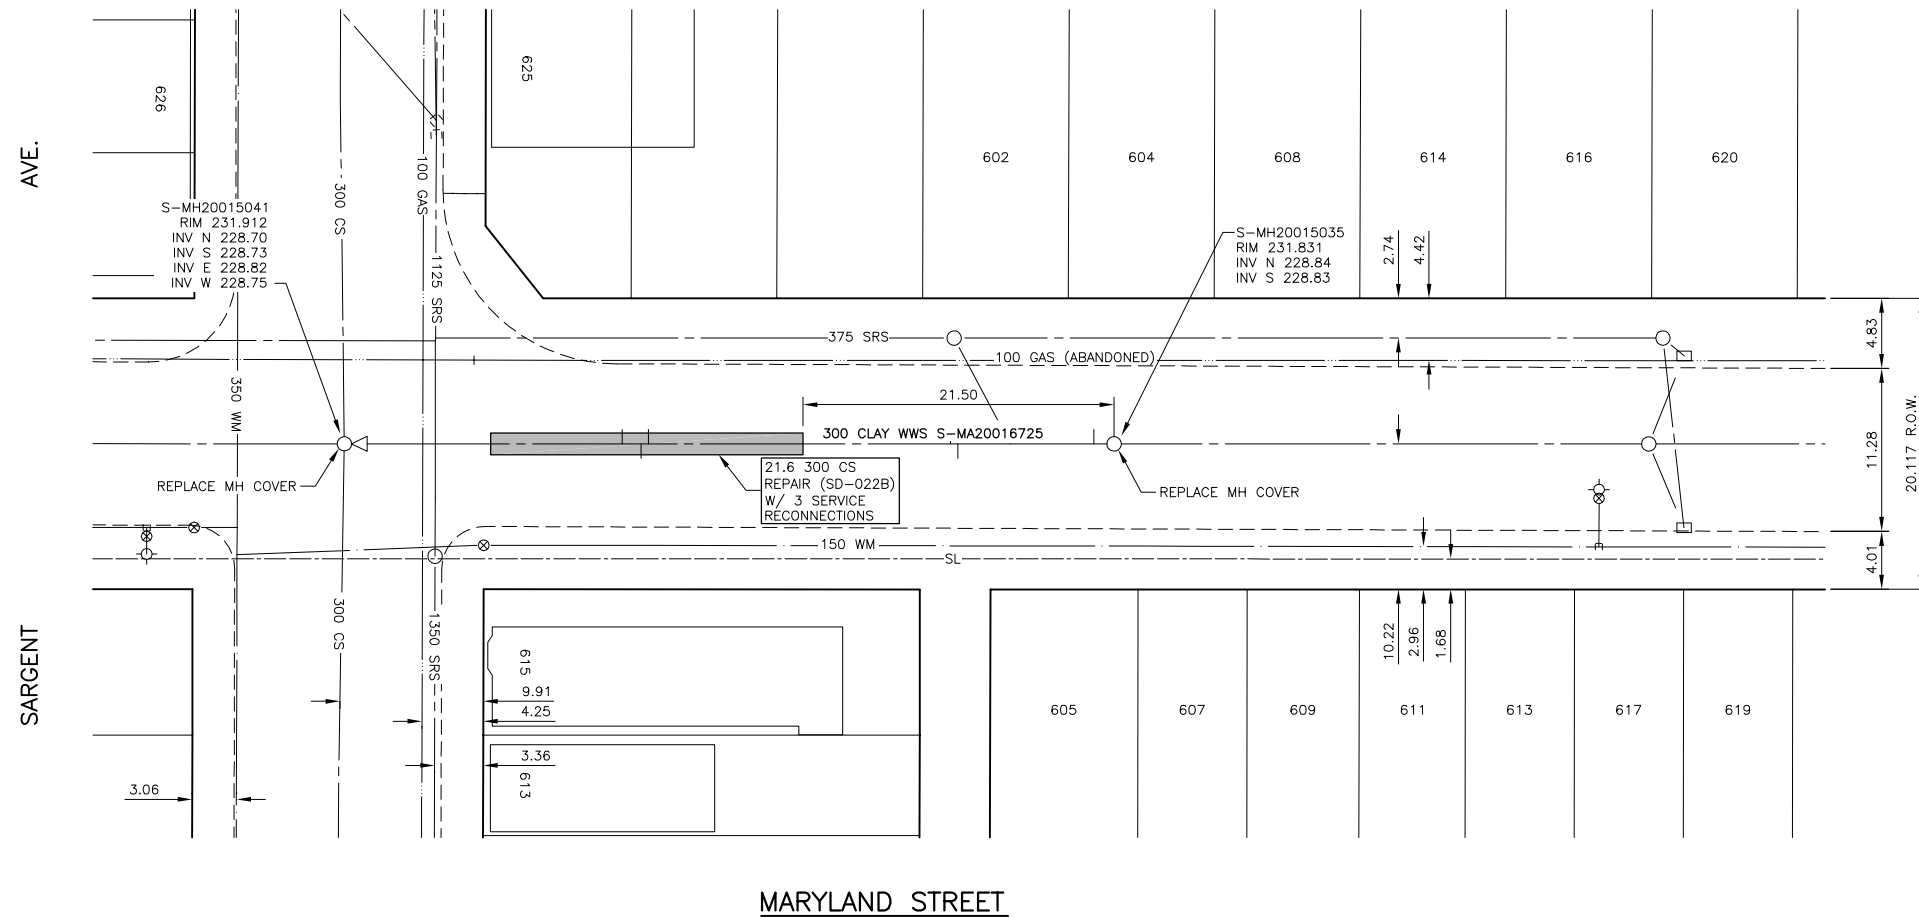 AVE.
SARGENT
626
625
602
604
608
614
616
620
S-MH20015041
RIM 231.912
INV N 228.70
INV S 228.73
INV E 228.82
INV W 228.75
300 CS
100 GAS
1125 SRS
S-MH20015035
RIM 231.831
INV N 228.84
INV S 228.83
2.74
4.42
4.83
375 SRS
100 GAS (ABANDONED)
350 WM
21.50
300 CLAY WWS S-MA20016725
11.28
20.117 R.O.W.
REPLACE MH COVER
21.6 300 CS
REPAIR (SD-022B)
W/ 3 SERVICE
RECONNECTIONS
REPLACE MH COVER
150 WM
SL
4.01
300 CS
1350 SRS
615
9.91
4.25
3.36
613
3.06
10.22
2.96
1.68
605
607
609
611
613
617
619
MARYLAND STREET